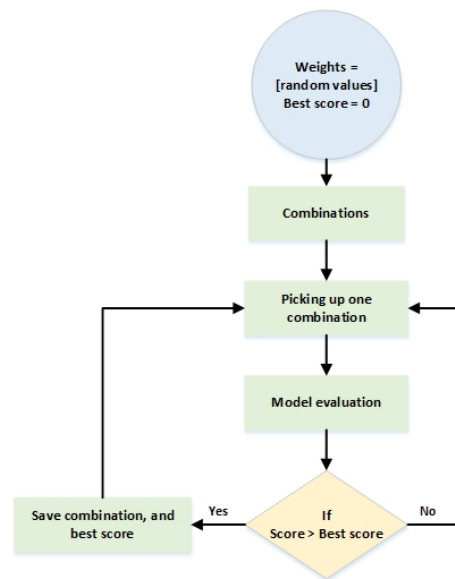 Weights =
[random values]
Best score = 0
Combinations
Picking up one
combination
Model evaluation
If
Score > Best score
Yes
No
Save combination, and
best score